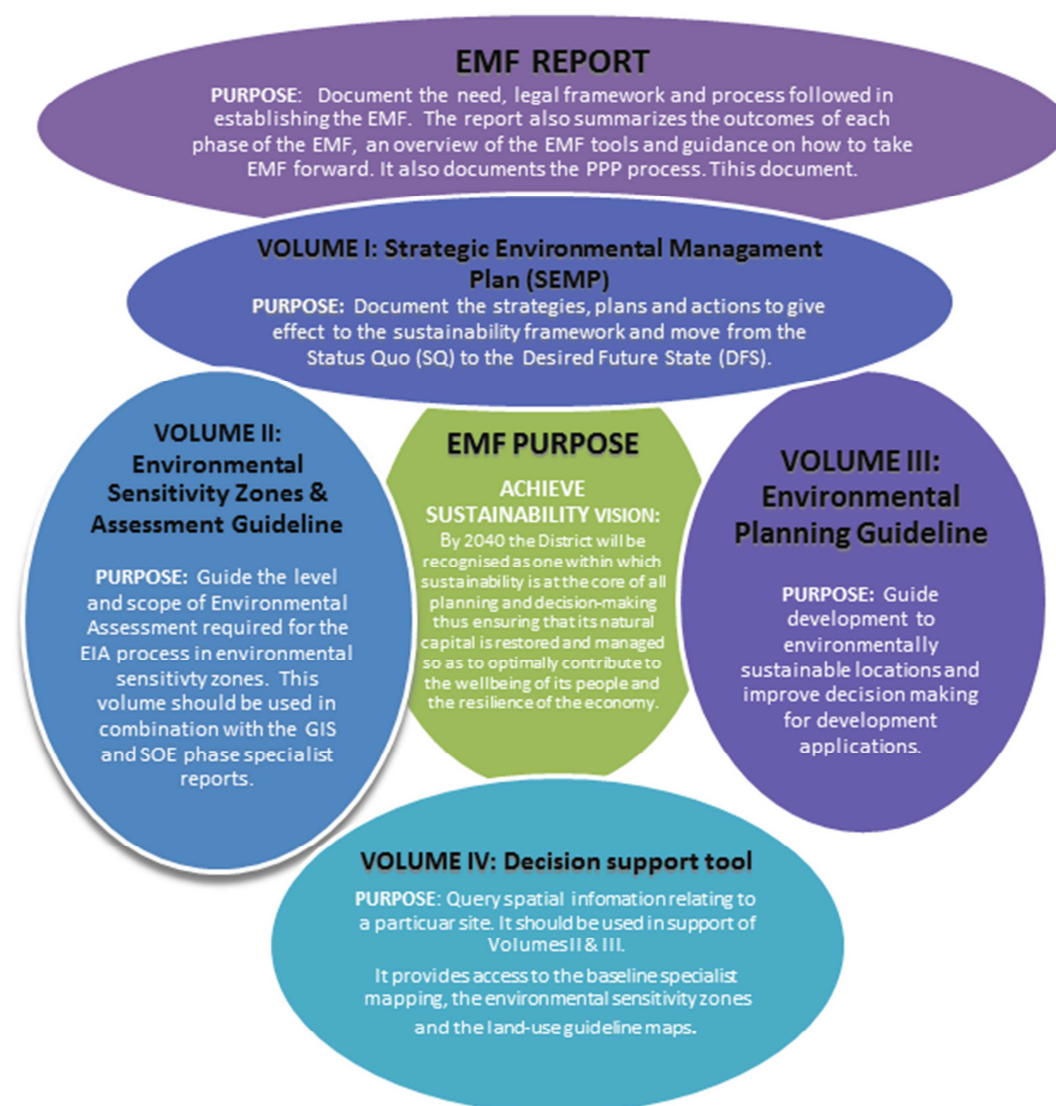 EMF REPORT
PURPOSE: Document the need, legal framework and process followed in
establishing the EMF. The report also summarizes the outcomes of each
phase of the EMF, an overview of the EMF tools and guidance on how to take
EMF forward. It also documents the PPP process. Tihis document.
VOLUME I: Strategic Environmental Managament
Plan (SEMP)
PURPOSE: Document the strategies, plans and actions to give
effect to the sustainability framework and move from the
Status Quo (SQ) to the Desired Future State (DFS).
VOLUME II:
Environmental
Sensitivity Zones &
Assessment Guideline
PURPOSE: Guide the level
and scope of Environmental
Assessment required for the
EIA process in environmental
sensitivty zones. This
volume should be used in
combination with the GIS
and SOE phase specialist
reports.
EMF PURPOSE
ACHIEVE
SUSTAINABILITY VISION:
By 2040 the District will be
recognised as one within which
sustainability is at the core of all
planning and decision-making
thus ensuring that its natural
capital is restored and managed
so as to optimally contribute to
the wellbeing of its people and
the resilience of the economy.
VOLUME III:
Environmental
Planning Guideline
PURPOSE: Guide
development to
environmentally
sustainable locations and
improve decision making
for development
applications.
VOLUME IV: Decision support tool
PURPOSE: Query spatial infomation relating to
a particuar site. It should be used in support of
Volumes II & III.
It provides access to the baseline specialist
mapping, the environmental sensitivity zones
and the land-use guideline maps.